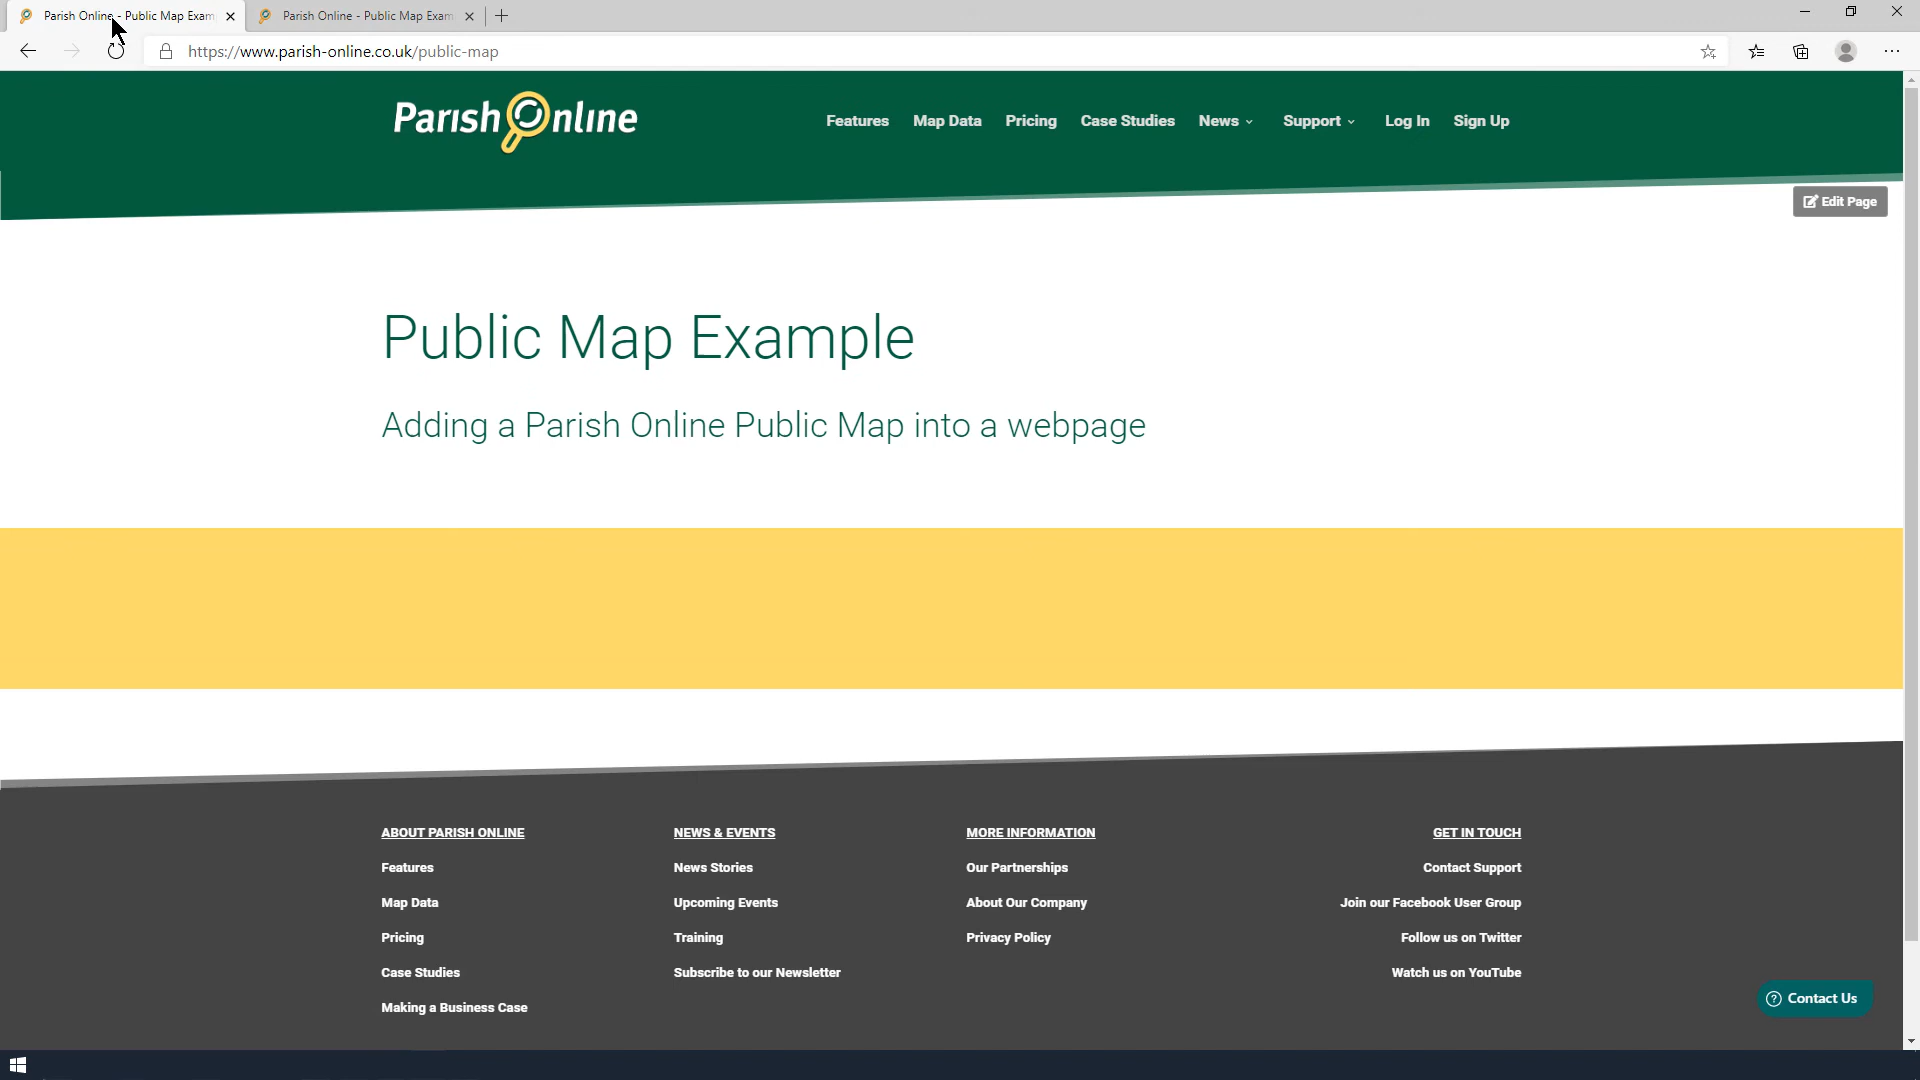 Parish Online - Public Map Exam
Parish Online - Public Map Exam
https://www.parish-online.co.uk/public-map
Parish Online
Features Map Data Pricing Case Studies News Support Log In Sign Up
Edit Page
Public Map Example
Adding a Parish Online Public Map into a webpage
ABOUT PARISH ONLINE
Features
Map Data
Pricing
Case Studies
Making a Business Case
NEWS & EVENTS
News Stories
Upcoming Events
Training
Subscribe to our Newsletter
MORE INFORMATION
Our Partnerships
About Our Company
Privacy Policy
GET IN TOUCH
Contact Support
Join our Facebook User Group
Follow us on Twitter
Watch us on YouTube
Contact Us